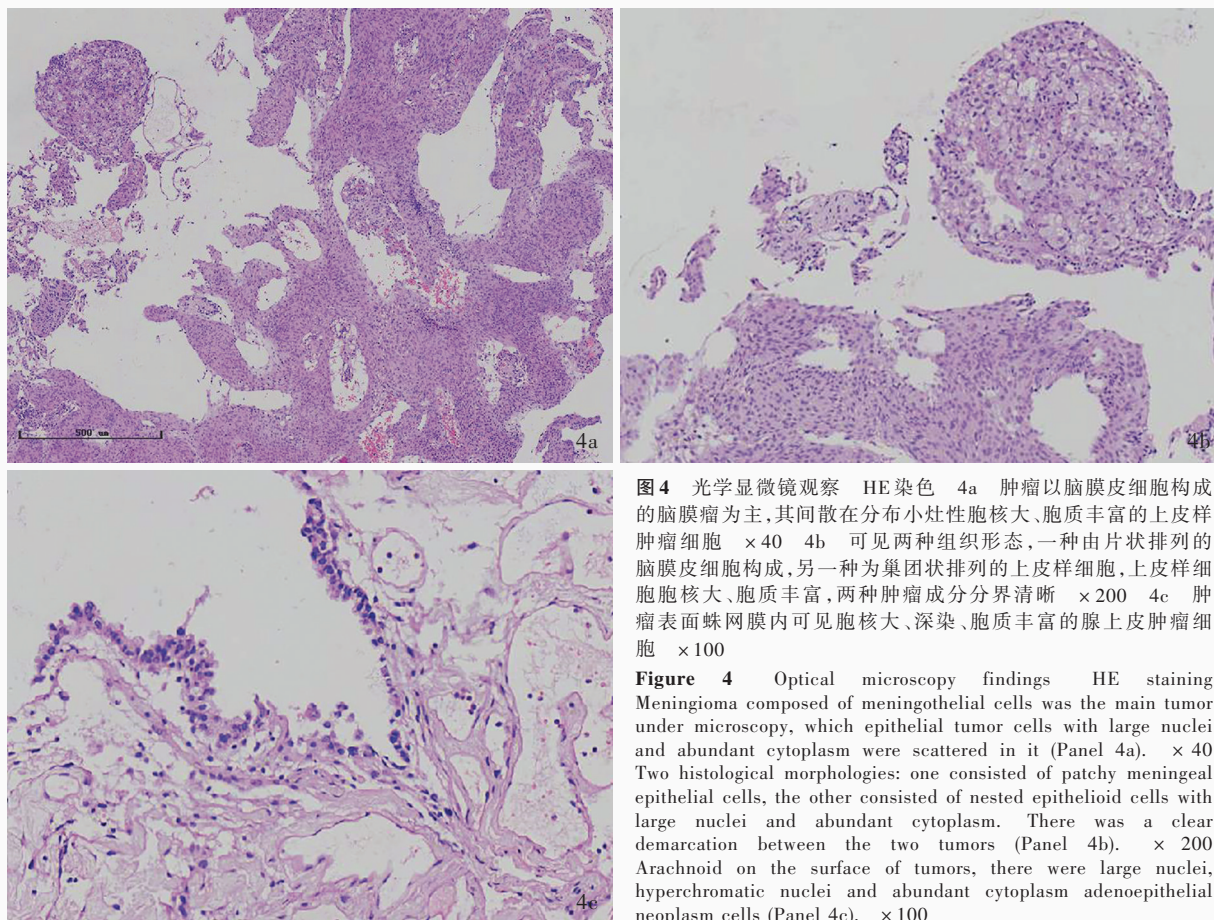 500 um
4a
4b
4c
图4 光学显微镜观察 HE染色 4a 肿瘤以脑膜皮细胞构成
的脑膜瘤为主,其间散在分布小灶性胞核大、胞质丰富的上皮样
肿瘤细胞 ×40 4b 可见两种组织形态,一种由片状排列的
脑膜皮细胞构成,另一种为巢团状排列的上皮样细胞,上皮样细
胞胞核大、胞质丰富,两种肿瘤成分分界清晰 ×200 4c 肿
瘤表面蛛网膜内可见胞核大、深染、胞质丰富的腺上皮肿瘤细
胞 ×100
Figure 4 Optical microscopy findings HE staining
Meningioma composed of meningothelial cells was the main tumor
under microscopy, which epithelial tumor cells with large nuclei
and abundant cytoplasm were scattered in it (Panel 4a). ×40
Two histological morphologies: one consisted of patchy meningeal
epithelial cells, the other consisted of nested epithelioid cells with
large nuclei and abundant cytoplasm. There was a clear
demarcation between the two tumors (Panel 4b). × 200
Arachnoid on the surface of tumors, there were large nuclei,
hyperchromatic nuclei and abundant cytoplasm adenoepithelial
neoplasm cells (Panel 4c). ×100